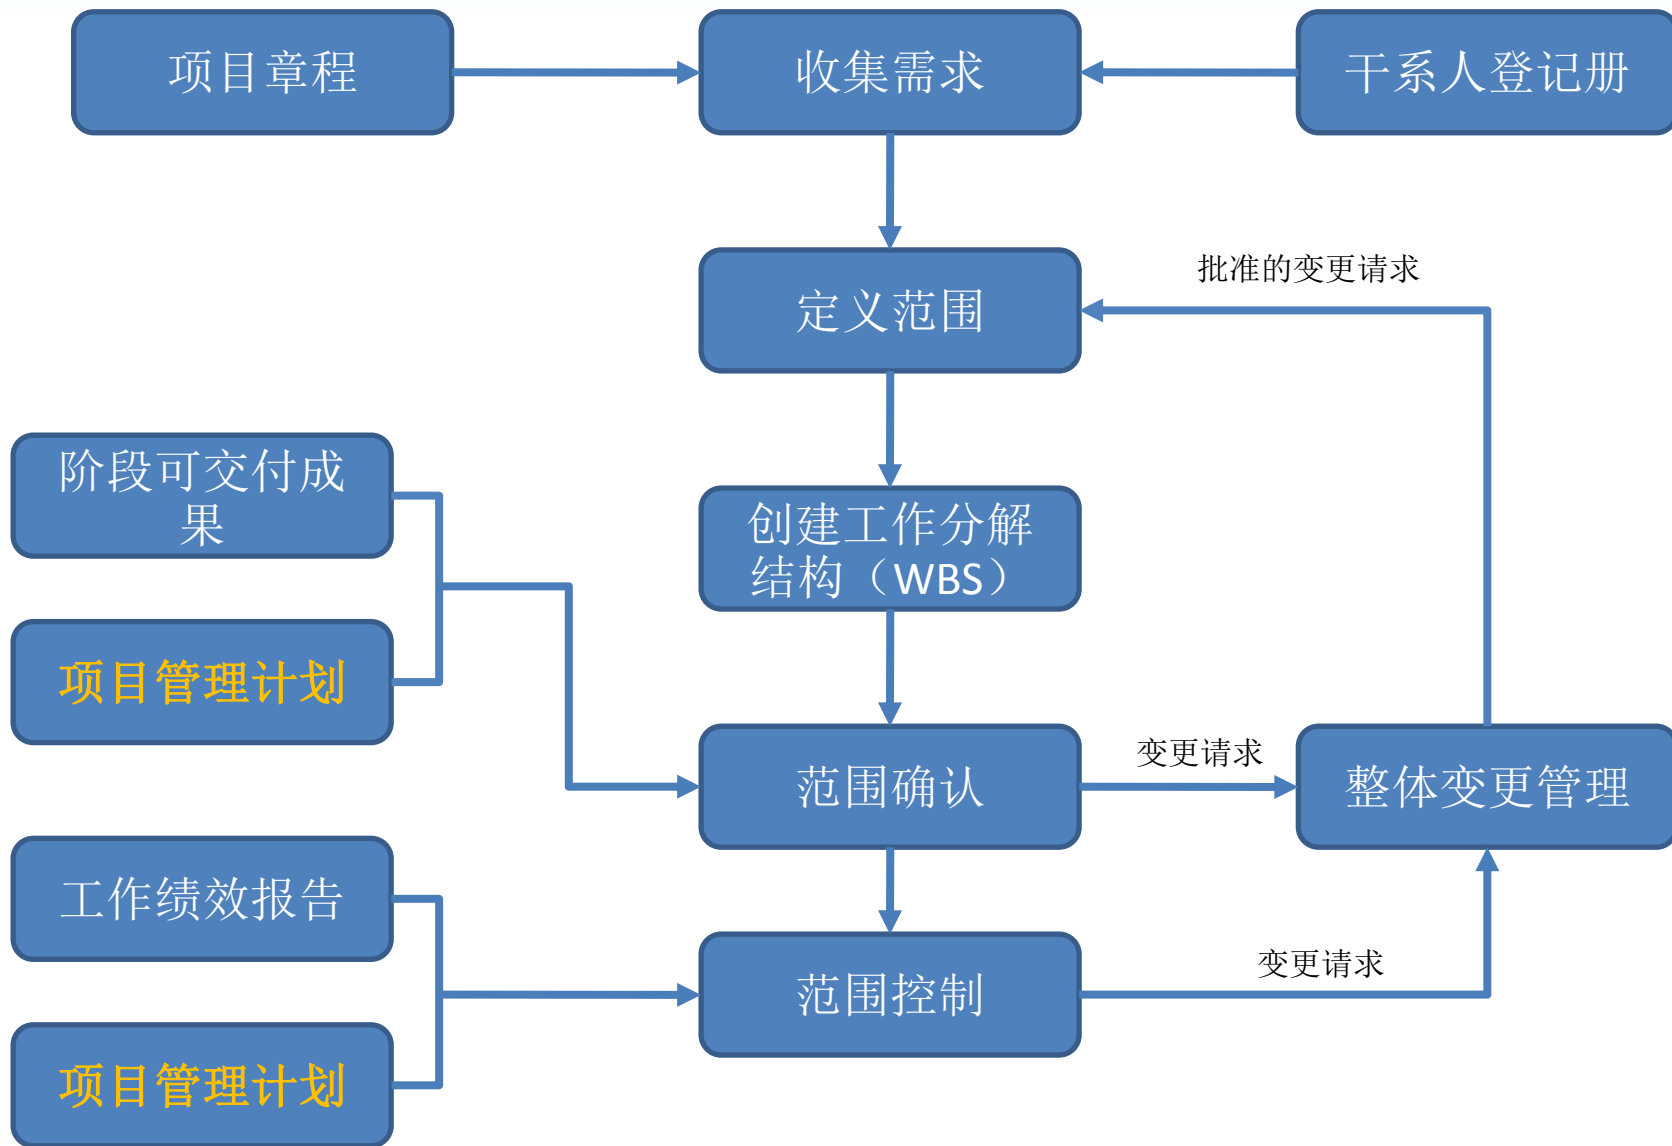 项目章程
收集需求
干系人登记册
批准的变更请求
定义范围
阶段可交付成
果
创建工作分解
结构（WBS）
项目管理计划
变更请求
范围确认
整体变更管理
工作绩效报告
变更请求
范围控制
项目管理计划